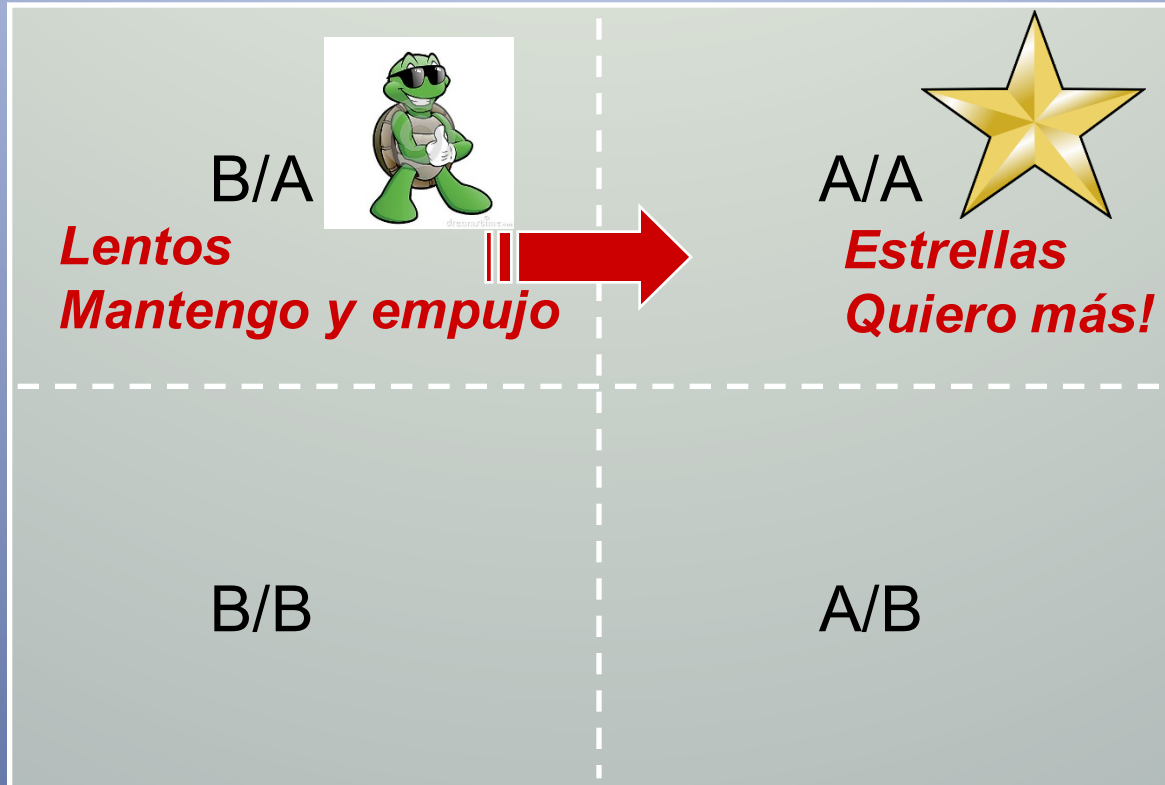 B/A
Lentos
Mantengo y empujo
A/A
Estrellas
Quiero más!
B/B
A/B